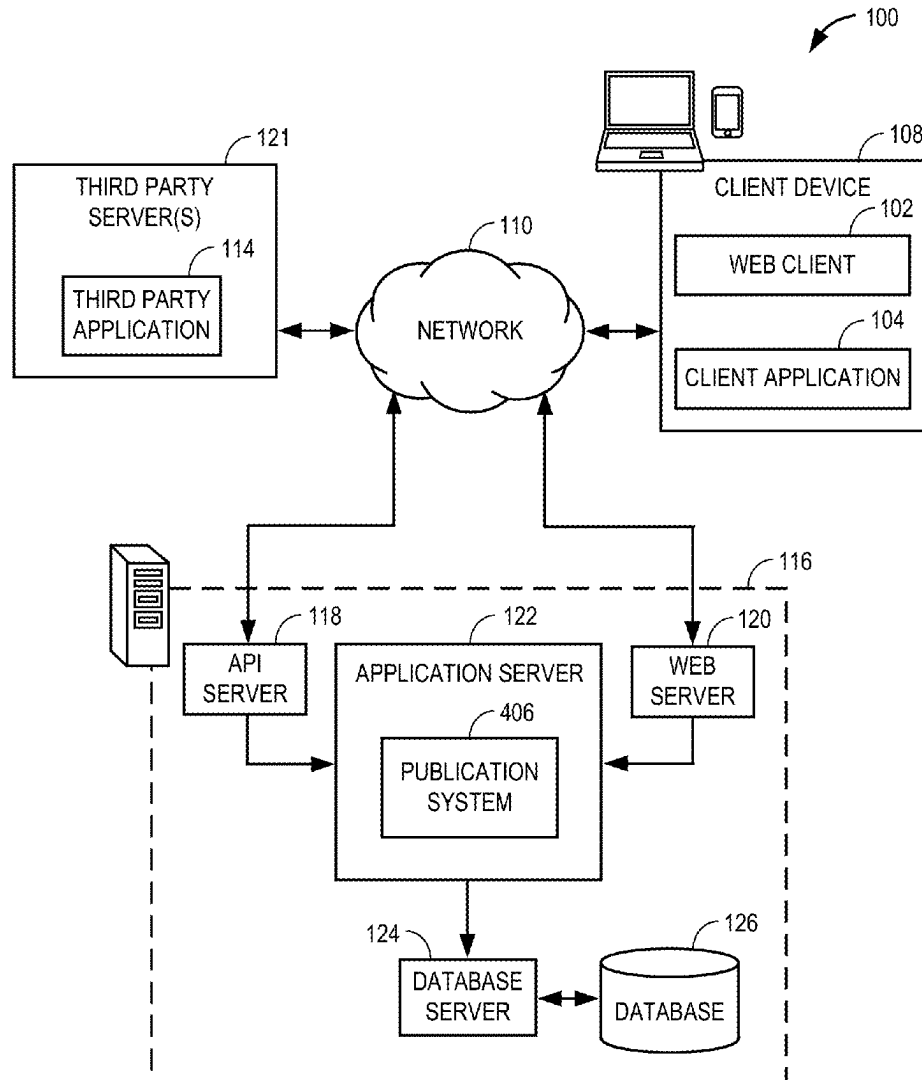 100
121
THIRD PARTY
SERVER(S)
114
THIRD PARTY
APPLICATION
110
NETWORK
108
CLIENT DEVICE
102
WEB CLIENT
104
CLIENT APPLICATION
116
118
API
SERVER
122
APPLICATION SERVER
406
PUBLICATION
SYSTEM
120
WEB
SERVER
124
DATABASE
SERVER
126
DATABASE